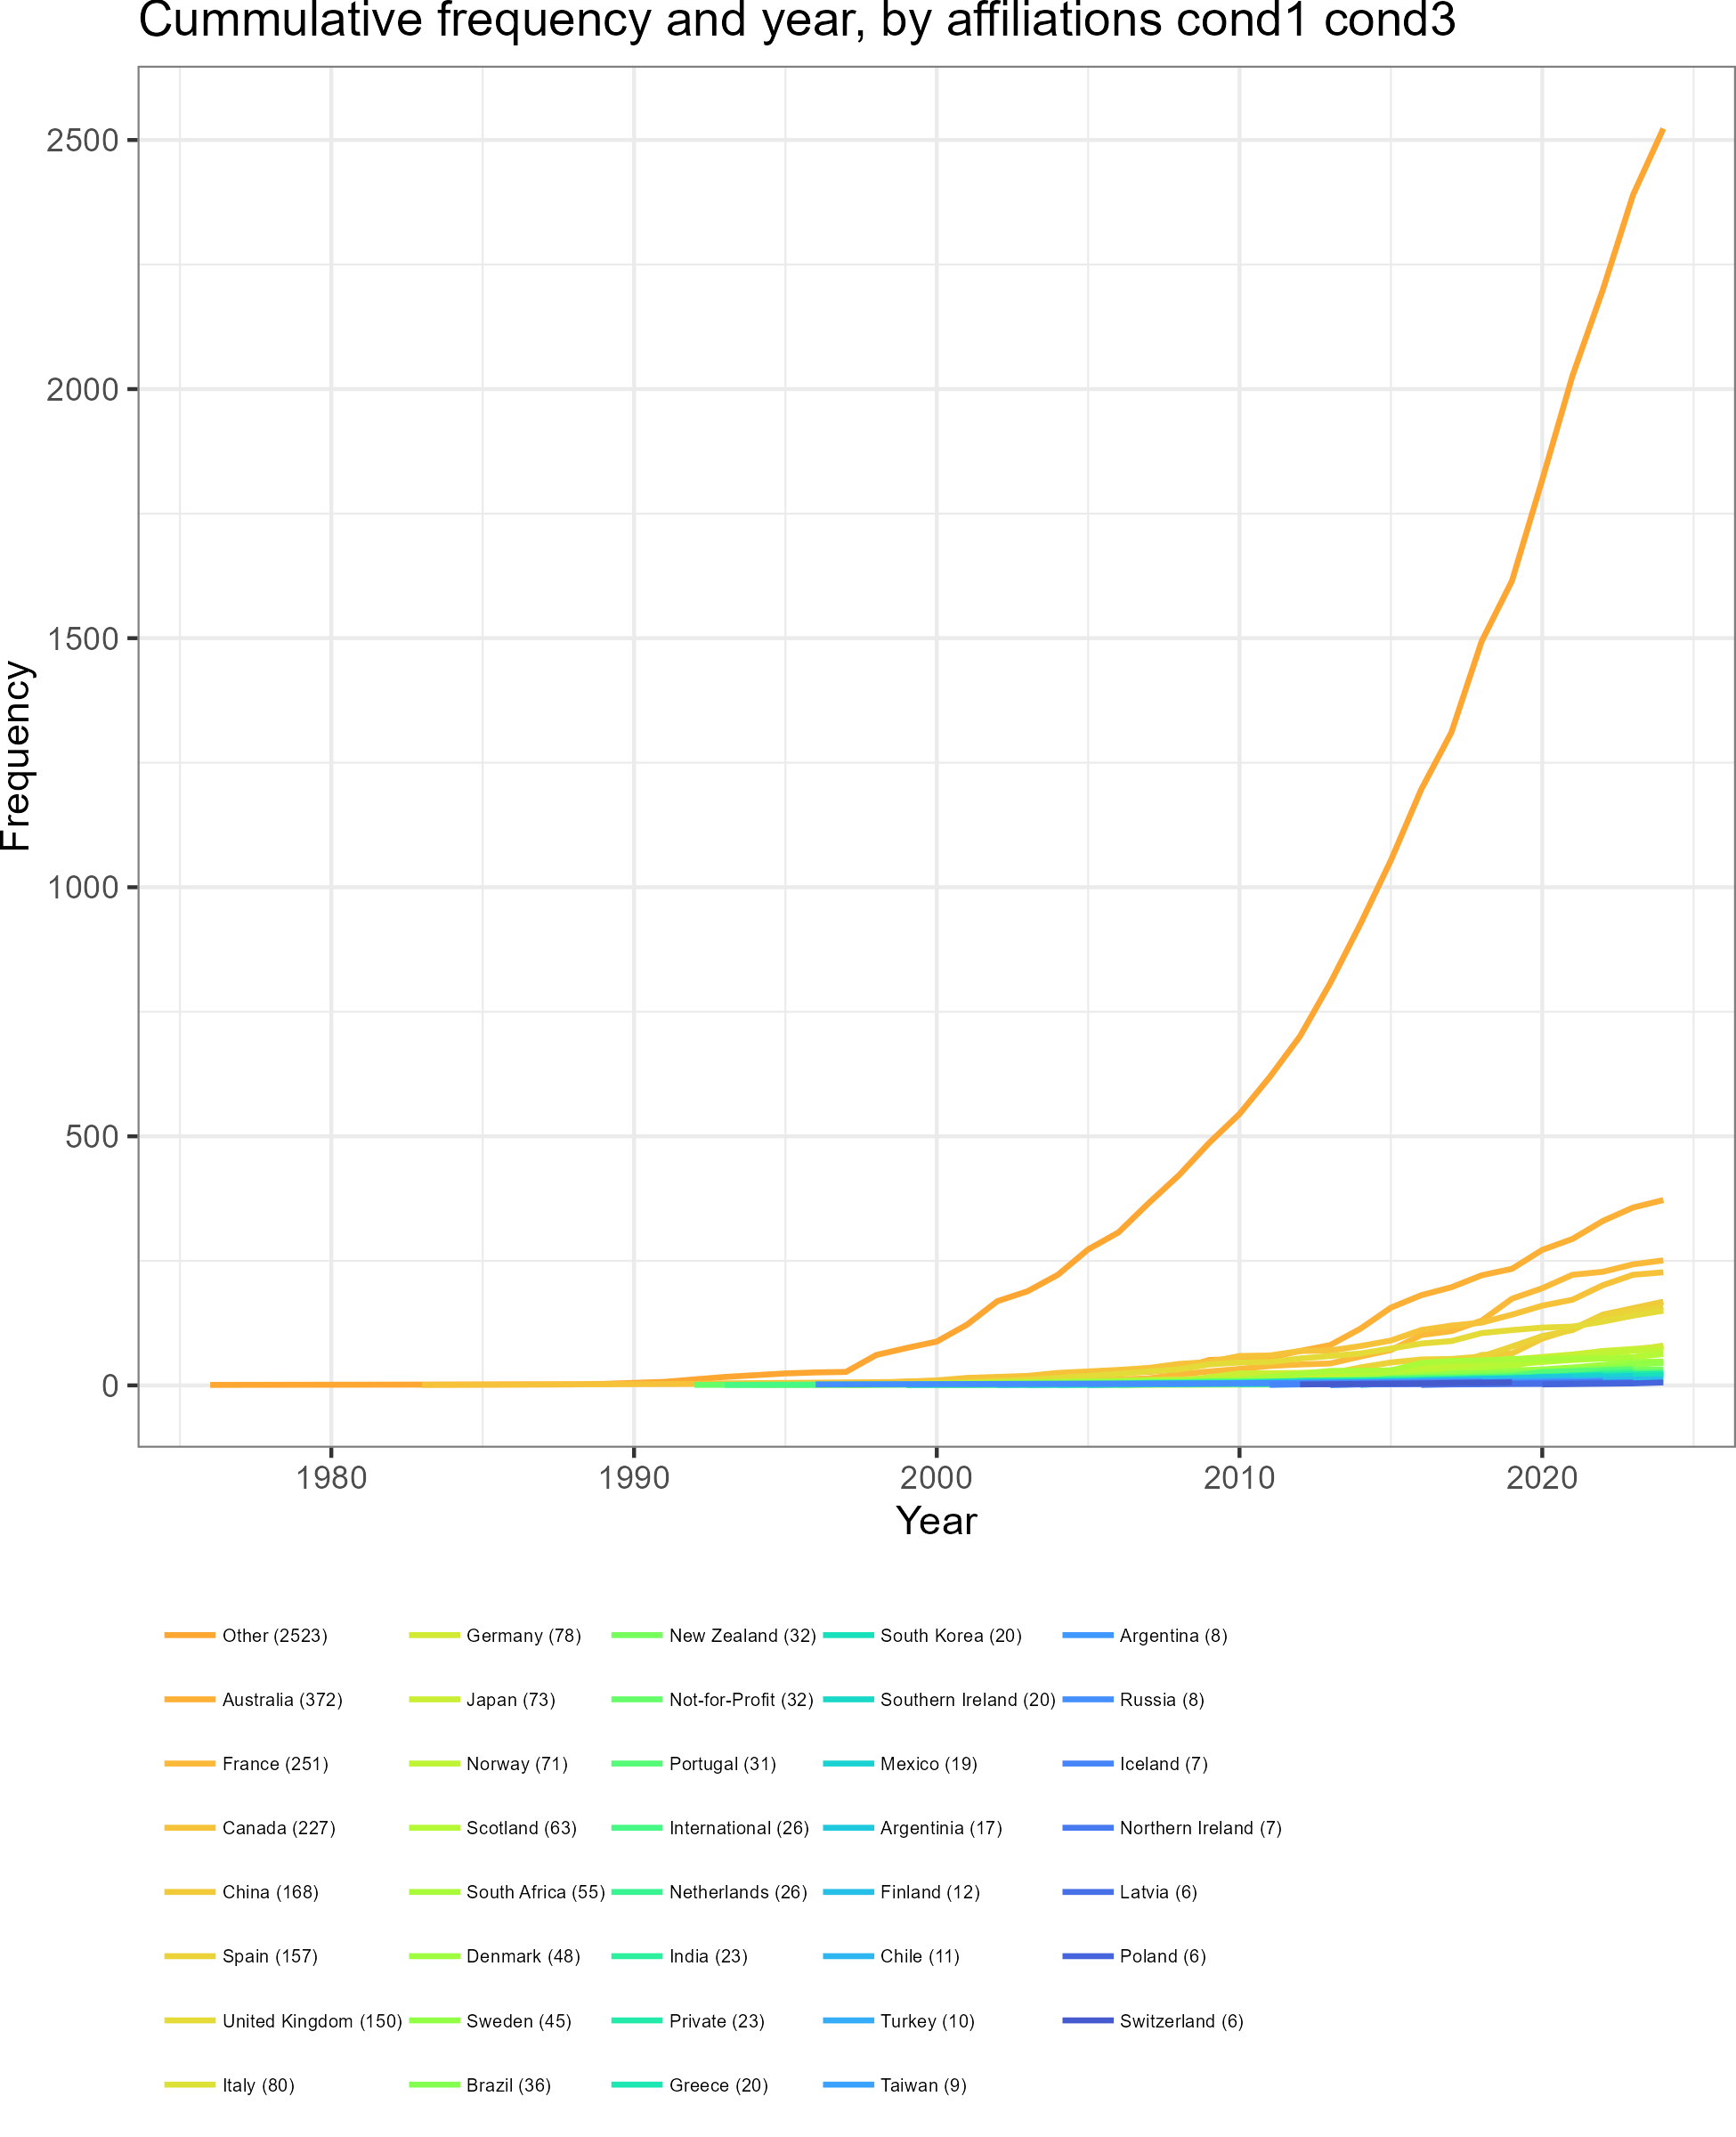 Cummulative frequency and year, by affiliations cond1 cond3
2500
2000
1500
1000
500
0
Frequency
1980 1990 2000 2010 2020
Year
Other (2523) Germany (78) New Zealand (32) South Korea (20) Argentina (8)
Australia (372) Japan (73) Not-for-Profit (32) Southern Ireland (20) Russia (8)
France (251) Norway (71) Portugal (31) Mexico (19) Iceland (7)
Canada (227) Scotland (63) International (26) Argentinia (17) Northern Ireland (7)
China (168) South Africa (55) Netherlands (26) Finland (12) Latvia (6)
Spain (157) Denmark (48) India (23) Chile (11) Poland (6)
United Kingdom (150) Sweden (45) Private (23) Turkey (10) Switzerland (6)
Italy (80) Brazil (36) Greece (20) Taiwan (9)